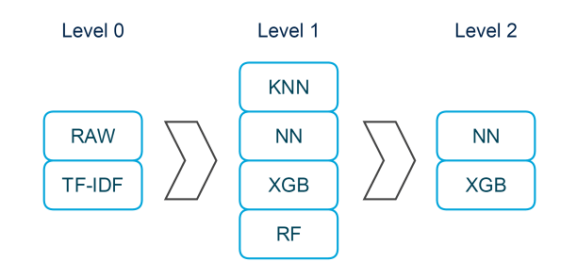 Level 0
Level 1
Level 2
RAW
TF-IDF
KNN
NN
XGB
RF
NN
XGB